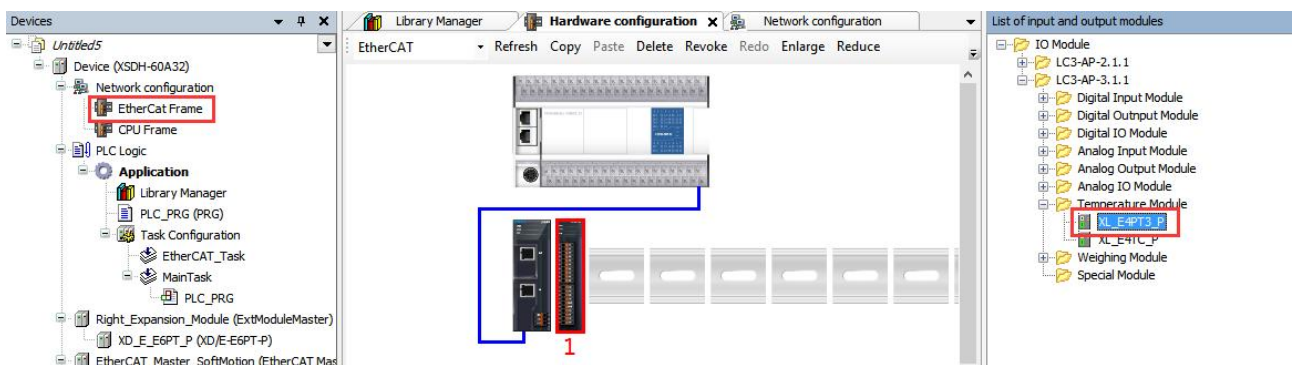 Devices
Untitled5
Device (XSDH-60A32)
Network configuration
EtherCat Frame
CPU Frame
PLC Logic
Application
Library Manager
PLC_PRG (PRG)
Task Configuration
EtherCAT_Task
MainTask
PLC_PRG
Right_Expansion_Module (ExtModuleMaster)
XD_E_E6PT_P (XD/E-E6PT-P)
EtherCAT_Master_SoftMotion (EtherCAT Mas
Library Manager
Hardware configuration
Network configuration
EtherCAT Refresh Copy Paste Delete Revoke Redo Enlarge Reduce
1
List of input and output modules
IO Module
LC3-AP-2.1.1
LC3-AP-3.1.1
Digital Input Module
Digital Outnput Module
Digital IO Module
Analog Input Module
Analog Output Module
Analog IO Module
Temperature Module
XL_E4PT3_P
XL_E4TC_P
Weighing Module
Special Module